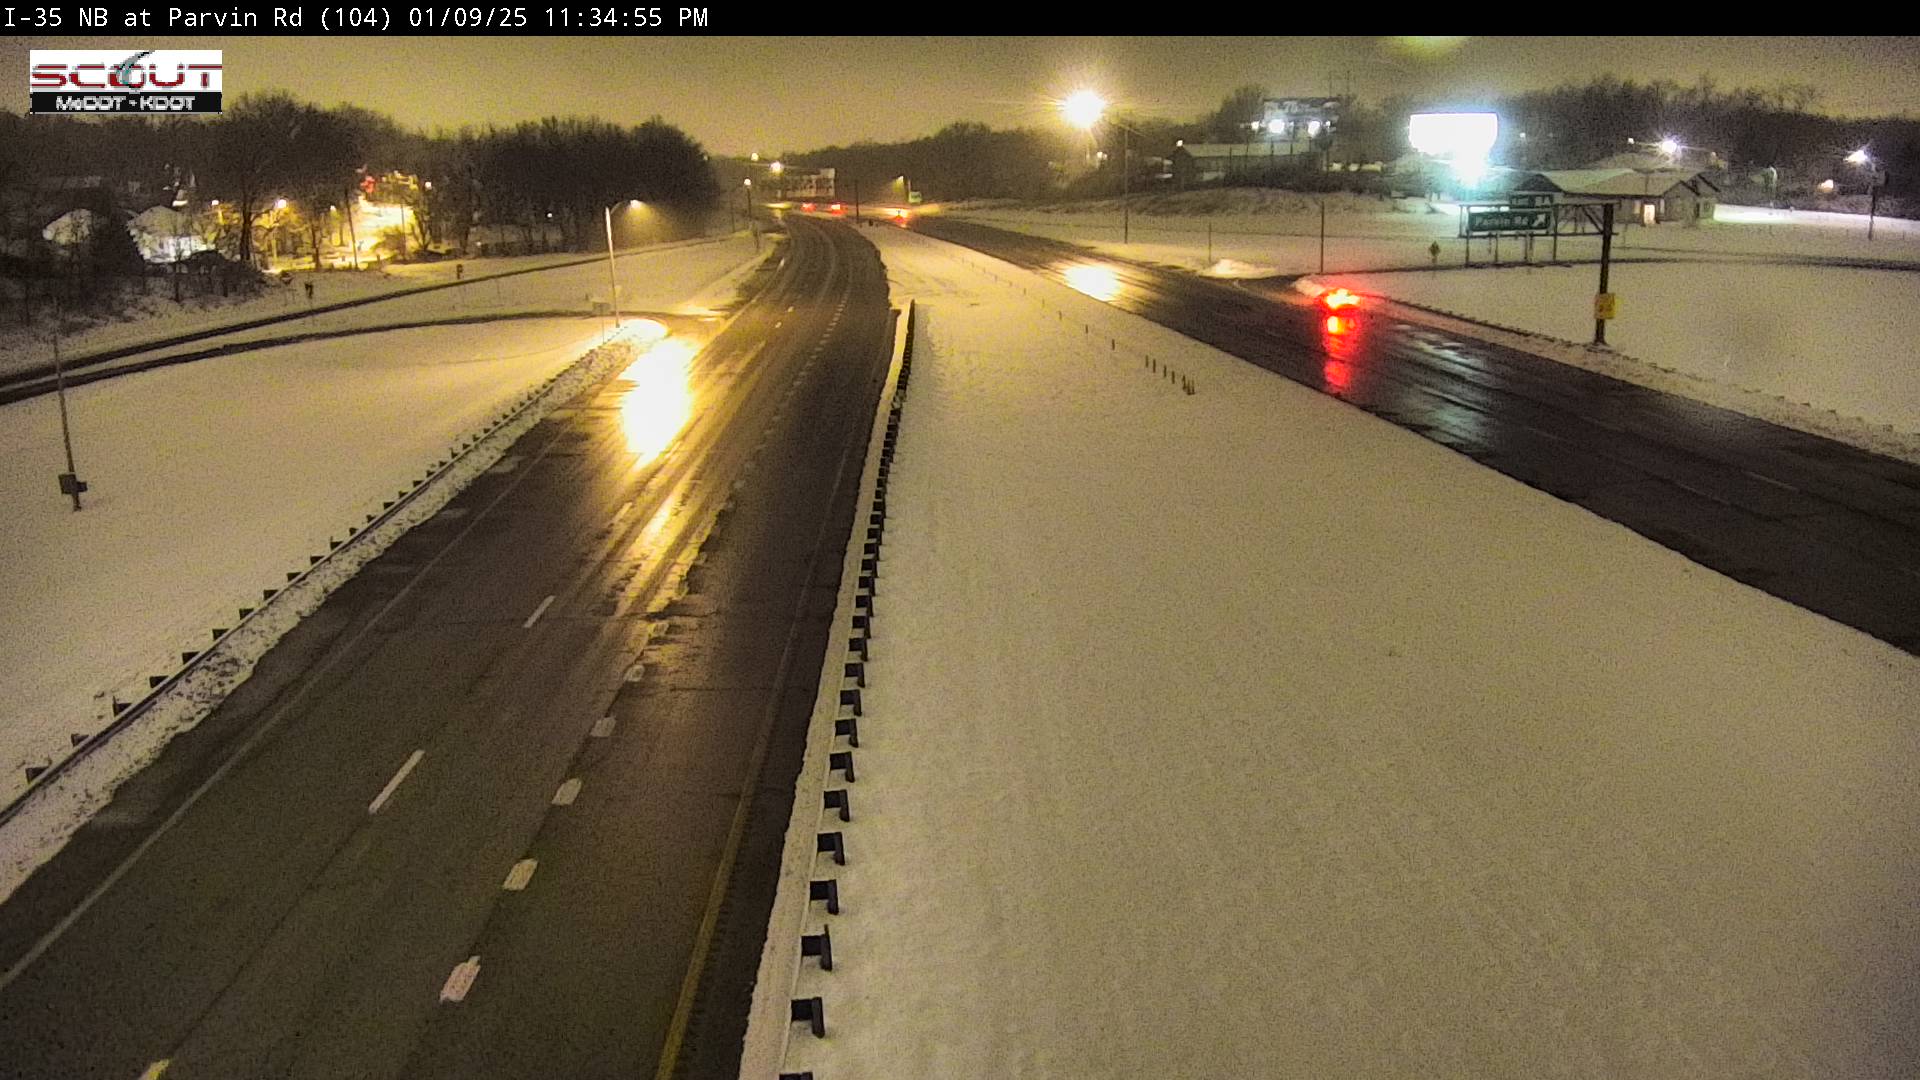 I-35 NB at Parvin Rd (104) 01/09/25 11:34:55 PM
SCOUT
MoDOT - KDOT
Parvin Rd